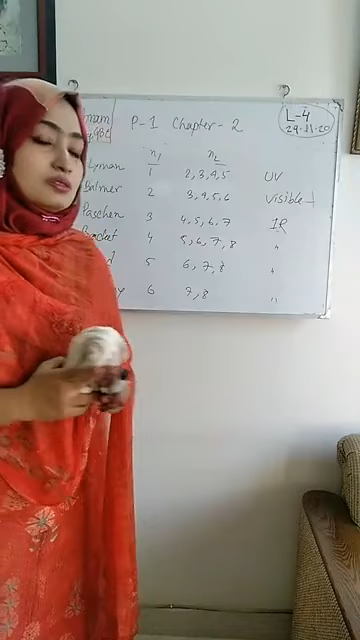 P-1 Chapter-2
L-4
29.11.20
n1 n2
Lyman 1 2,3,4,5 UV
Balmer 2 3,4,5,6 Visible
Paschen 3 4,5,6,7 IR
4 5,6,7,8 "
5 6,7,8 "
6 7,8 "